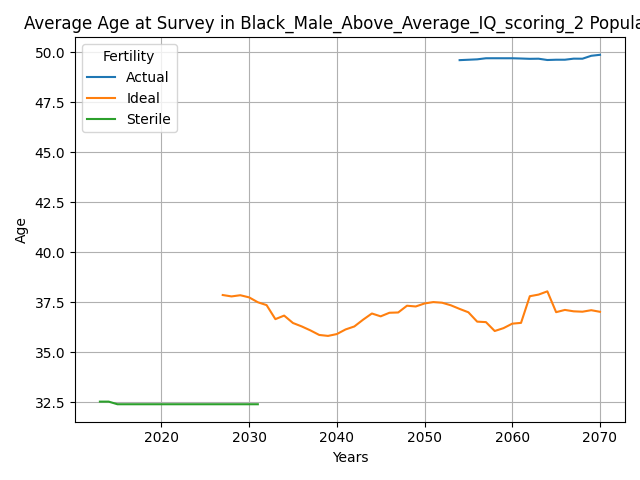 Average Age at Survey in Black_Male_Above_Average_IQ_scoring_2 Popula
Fertility
Actual
Ideal
Sterile
50.0
47.5
45.0
42.5
40.0
37.5
35.0
32.5
Age
2020 2030 2040 2050 2060 2070
Years